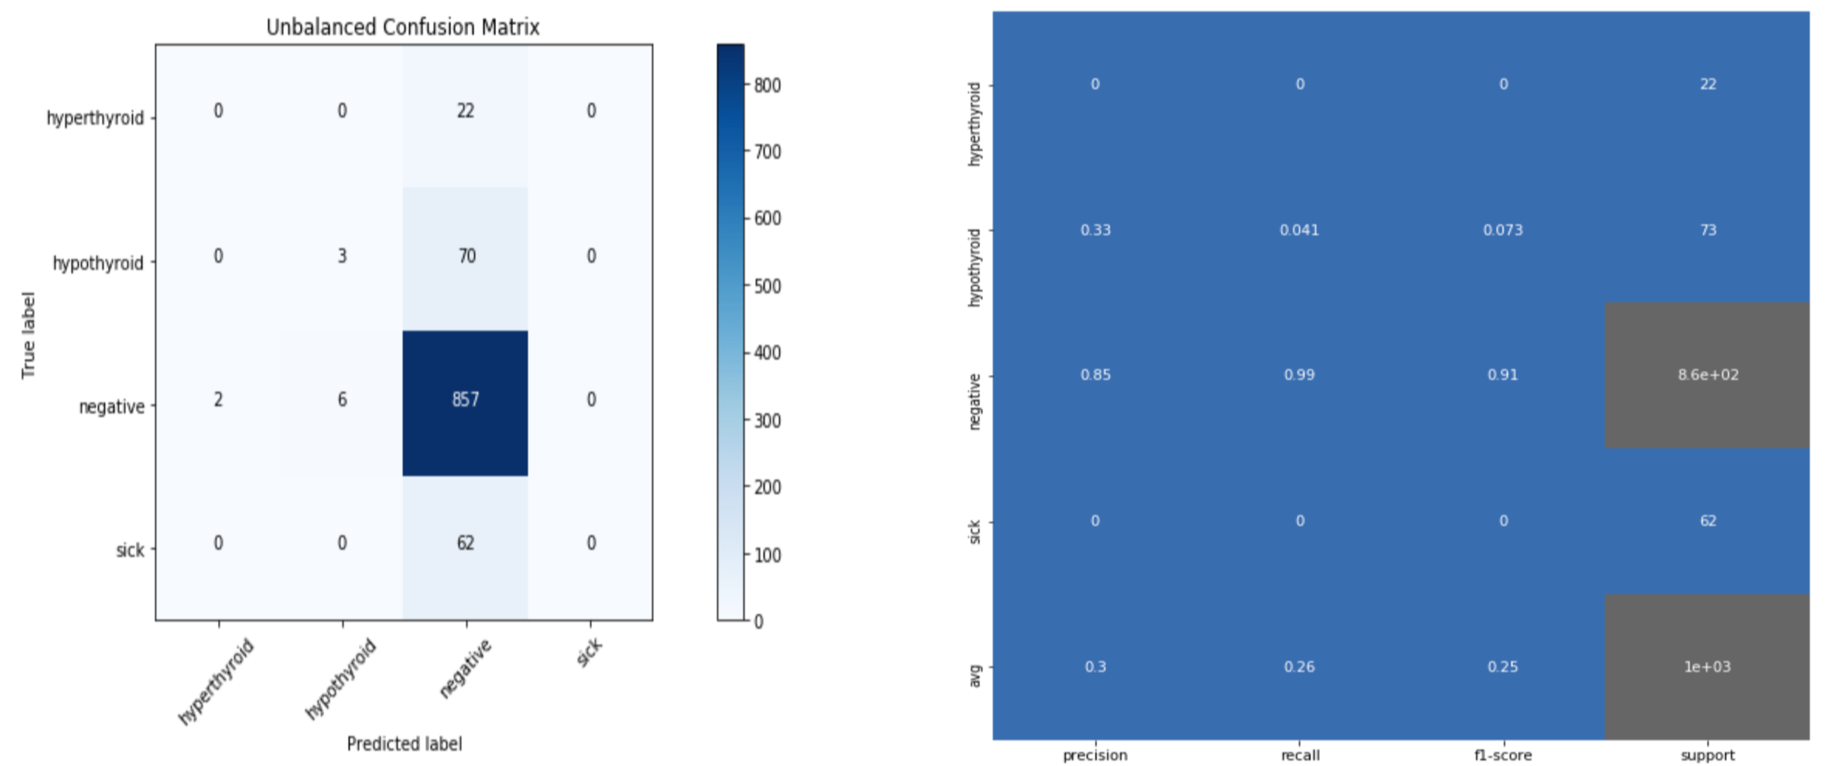 Unbalanced Confusion Matrix
True label
hyperthyroid 0 0 22 0
hypothyroid 0 3 70 0
negative 2 6 857 0
sick 0 0 62 0
hyperthyroid hypothyroid negative sick
Predicted label
800
700
600
500
400
300
200
100
0
hyperthyroid 0 0 0 22
hypothyroid 0.33 0.041 0.073 73
negative 0.85 0.99 0.91 8.6e+02
sick 0 0 0 62
avg 0.3 0.26 0.25 1e+03
precision recall f1-score support